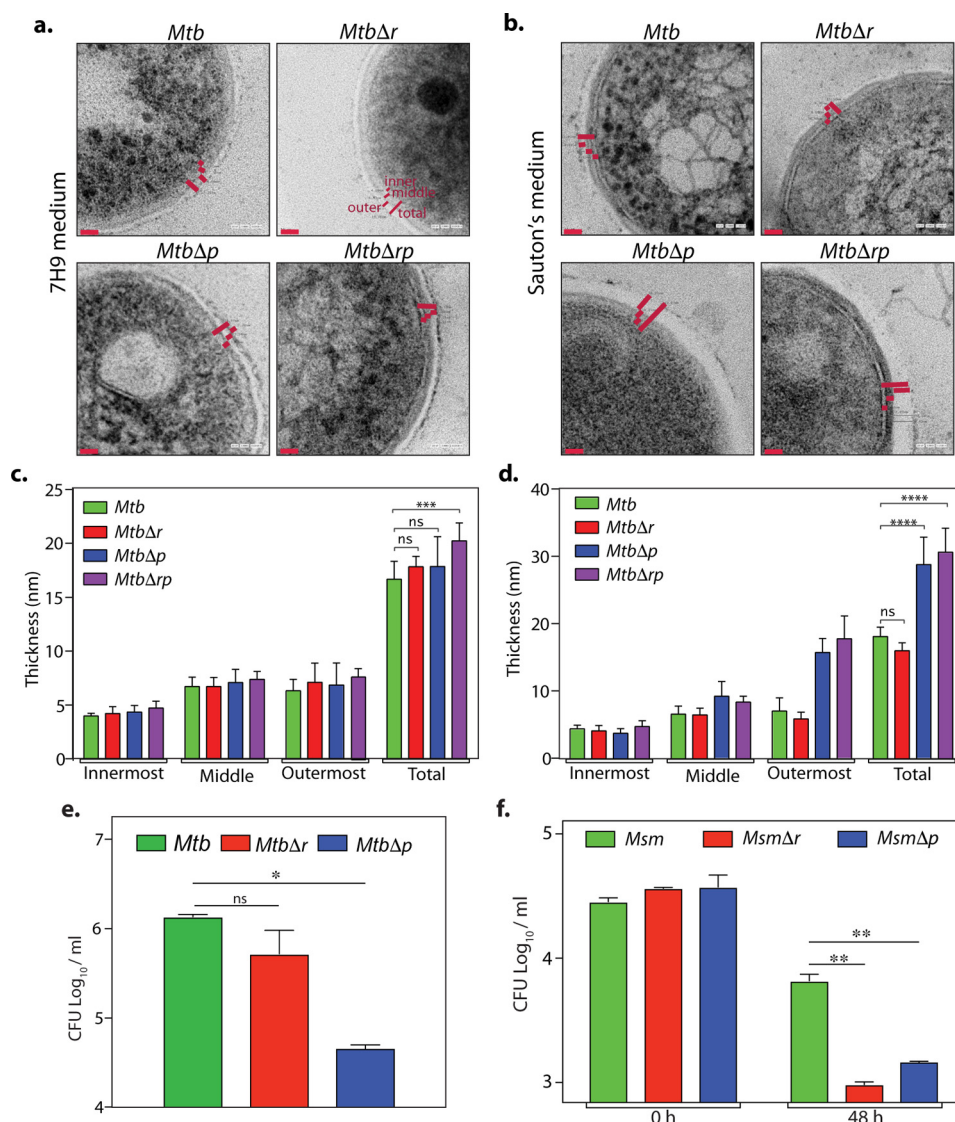 a.
Mtb
MtbΔr
7H9 medium
inner
middle
outer
total
MtbΔp
MtbΔrp
b.
Mtb
MtbΔr
Sauton's medium
MtbΔp
MtbΔrp
c.
Thickness (nm)
25
20
15
10
5
0
Mtb
MtbΔr
MtbΔp
MtbΔrp
***
ns
ns
Innermost
Middle
Outermost
Total
d.
Thickness (nm)
40
30
20
10
0
Mtb
MtbΔr
MtbΔp
MtbΔrp
****
****
ns
Innermost
Middle
Outermost
Total
e.
CFU Log10/ ml
7
6
5
4
Mtb
MtbΔr
MtbΔp
*
ns
f.
CFU Log10/ ml
5
4
3
Msm
MsmΔr
MsmΔp
**
**
0 h
48 h